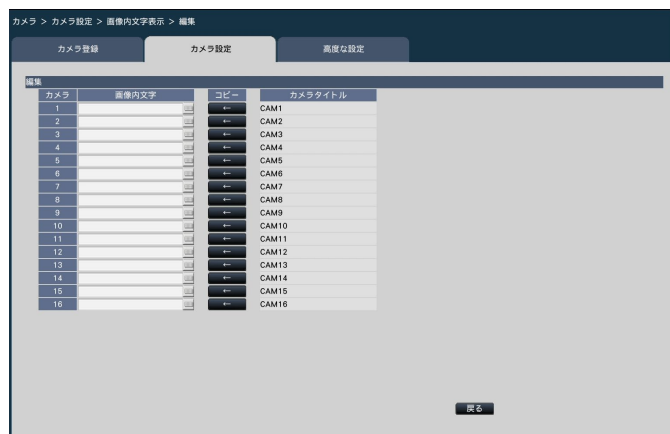 カメラ > カメラ設定 > 画像内文字表示 > 編集
カメラ登録 カメラ設定 高度な設定
編集
カメラ 画像内文字 コピー カメラタイトル
1 ← CAM1
2 ← CAM2
3 ← CAM3
4 ← CAM4
5 ← CAM5
6 ← CAM6
7 ← CAM7
8 ← CAM8
9 ← CAM9
10 ← CAM10
11 ← CAM11
12 ← CAM12
13 ← CAM13
14 ← CAM14
15 ← CAM15
16 ← CAM16
戻る